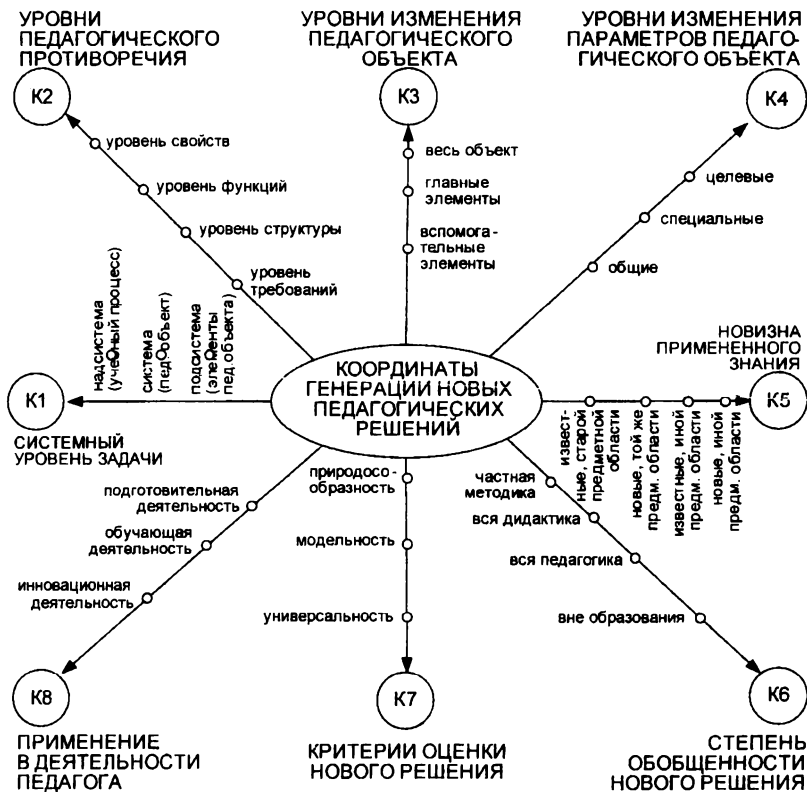 УРОВНИ
ПЕДАГОГИЧЕСКОГО
ПРОТИВОРЕЧИЯ
К2
уровень свойств
уровень функций
уровень структуры
уровень
требований
УРОВНИ ИЗМЕНЕНИЯ
ПЕДАГОГИЧЕСКОГО
ОБЪЕКТА
К3
весь объект
главные
элементы
вспомога-
тельные
элементы
УРОВНИ ИЗМЕНЕНИЯ
ПАРАМЕТРОВ ПЕДАГО-
ГИЧЕСКОГО ОБЪЕКТА
К4
целевые
специальные
общие
надсистема
(учебный процесс)
система
(пед. объект)
подсистема
(элементы
пед. объекта)
К1
СИСТЕМНЫЙ
УРОВЕНЬ ЗАДАЧИ
КООРДИНАТЫ
ГЕНЕРАЦИИ НОВЫХ
ПЕДАГОГИЧЕСКИХ
РЕШЕНИЙ
НОВИЗНА
ПРИМЕНЕННОГО
ЗНАНИЯ
К5
извест-
ные, старой
предметной
области
новые, той же
предм. области
известные, иной
предм. области
новые, иной
предм. области
подготовительная
деятельность
обучающая
деятельность
инновационная
деятельность
К8
ПРИМЕНЕНИЕ
В ДЕЯТЕЛЬНОСТИ
ПЕДАГОГА
природосо-
образность
модельность
универсальность
К7
КРИТЕРИИ ОЦЕНКИ
НОВОГО РЕШЕНИЯ
частная
методика
вся дидактика
вся педагогика
вне образования
К6
СТЕПЕНЬ
ОБОБЩЕННОСТИ
НОВОГО РЕШЕНИЯ